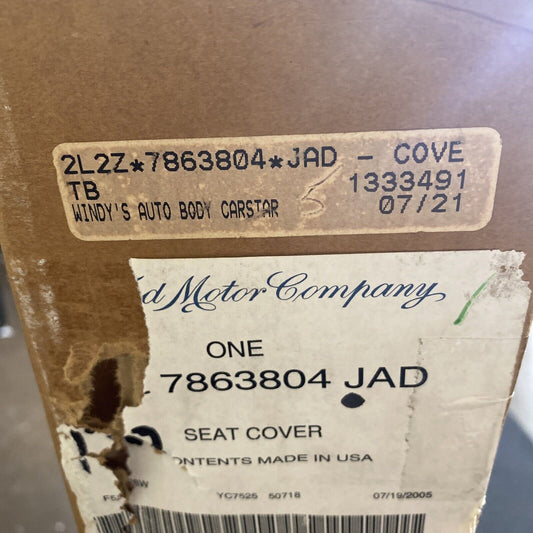 2L2Z*7863804*JAD - COVE
TB 1333491
WINDY'S AUTO BODY CARSTAR 07/21
d Motor Company
ONE
7863804 JAD
SEAT COVER
ONTENTS MADE IN USA
YC7525 50718 07/19/2005